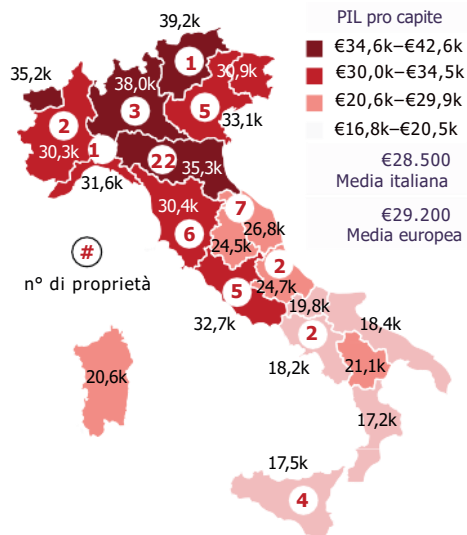 39,2k
PIL pro capite
€34,6k–€42,6k
€30,0k–€34,5k
€20,6k–€29,9k
€16,8k–€20,5k
€28.500
Media italiana
€29.200
Media europea
35,2k
38,0k
1
30,9k
2
3
5
33,1k
30,3k
1
22
35,3k
31,6k
30,4k
7
26,8k
#
n° di proprietà
6
24,5k
2
24,7k
5
19,8k
32,7k
2
18,4k
18,2k
21,1k
20,6k
17,2k
17,5k
4